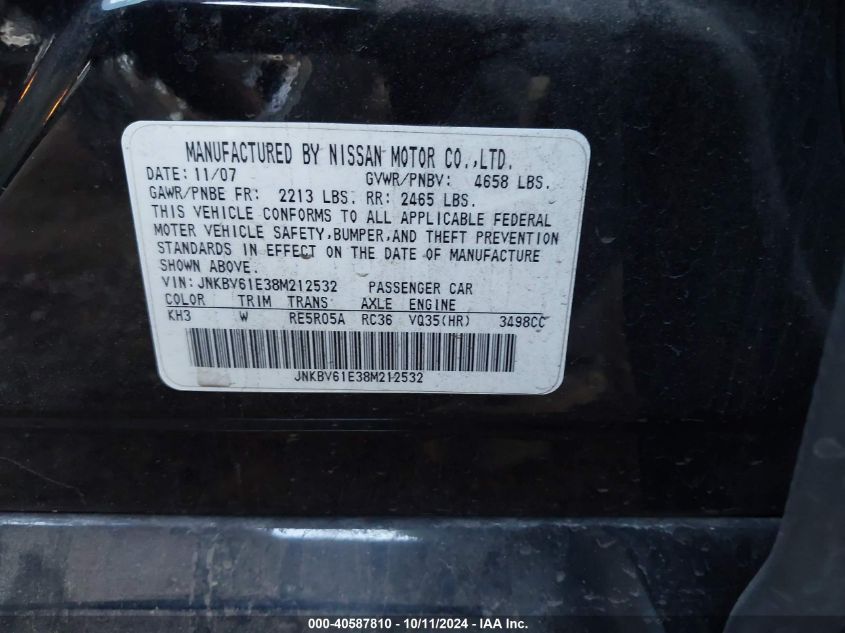 MANUFACTURED BY NISSAN MOTOR CO.,LTD.
DATE: 11/07 GVWR/PNBV: 4658 LBS.
GAWR/PNBE FR: 2213 LBS. RR: 2465 LBS.
THIS VEHICLE CONFORMS TO ALL APPLICABLE FEDERAL
MOTOR VEHICLE SAFETY,BUMPER,AND THEFT PREVENTION
STANDARDS IN EFFECT ON THE DATE OF MANUFACTURE
SHOWN ABOVE.
VIN: JNKBV61E38M212532 PASSENGER CAR
COLOR TRIM TRANS AXLE ENGINE
KH3 W RE5R05A RC36 VQ35(HR) 3498CC
JNKBV61E38M212532
000-40587810 - 10/11/2024 - IAA Inc.